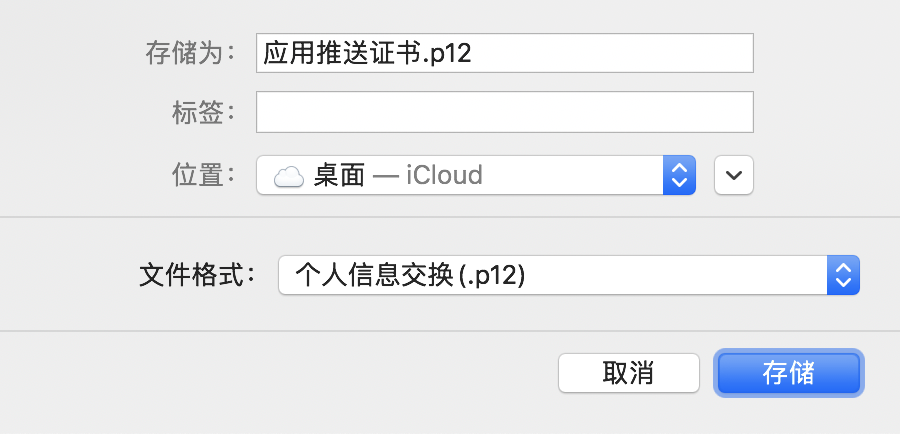 存储为： 应用推送证书.p12
标签：
位置： 桌面 — iCloud
文件格式： 个人信息交换 (.p12)
取消 存储